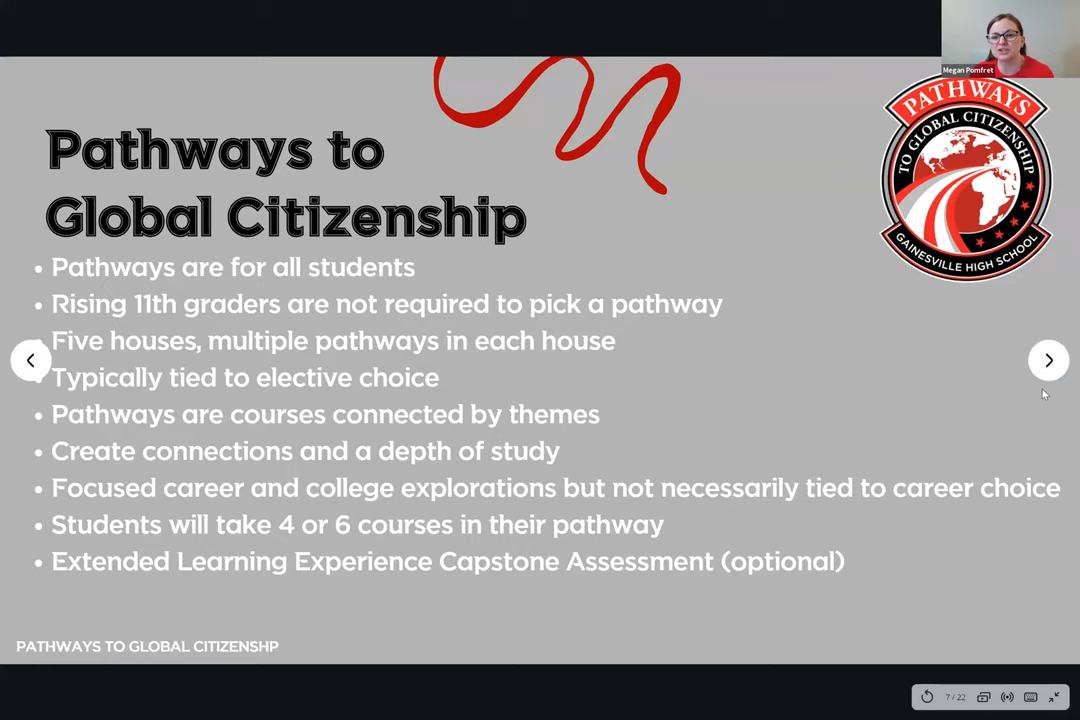 Megan Pomfret
PATHWAYS
TO GLOBAL CITIZENSHIP
GAINESVILLE HIGH SCHOOL
Pathways to
Global Citizenship
• Pathways are for all students
• Rising 11th graders are not required to pick a pathway
Five houses, multiple pathways in each house
Typically tied to elective choice
• Pathways are courses connected by themes
• Create connections and a depth of study
• Focused career and college explorations but not necessarily tied to career choice
• Students will take 4 or 6 courses in their pathway
• Extended Learning Experience Capstone Assessment (optional)
PATHWAYS TO GLOBAL CITIZENSHP
7 / 22